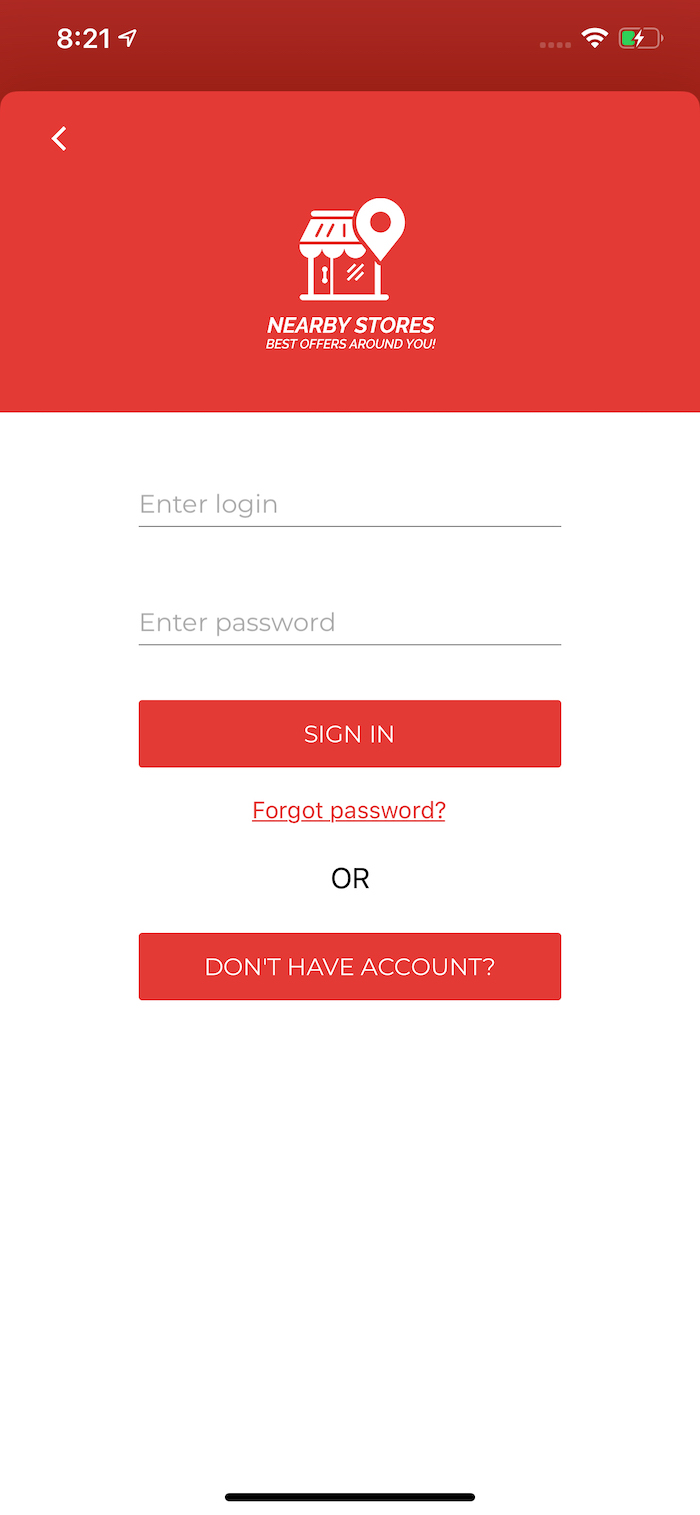 8:21
NEARBY STORES
BEST OFFERS AROUND YOU!
Enter login
Enter password
SIGN IN
Forgot password?
OR
DON'T HAVE ACCOUNT?